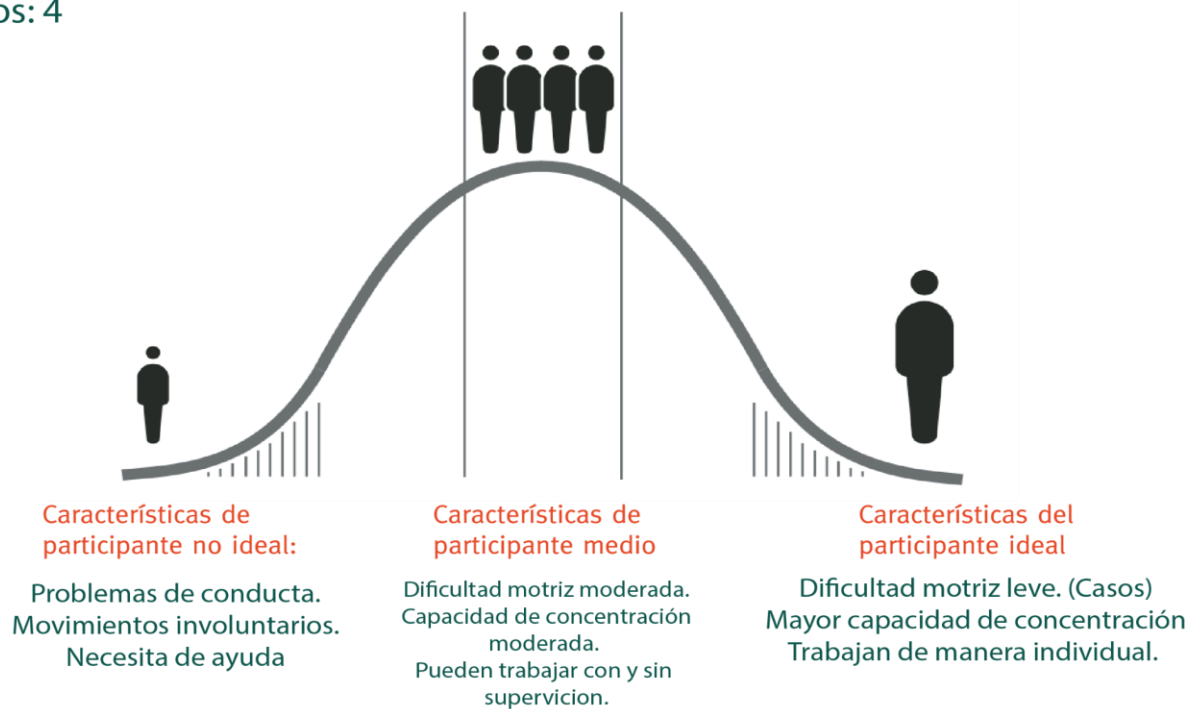 os: 4
Características de
participante no ideal:
Problemas de conducta.
Movimientos involuntarios.
Necesita de ayuda
Características de
participante medio
Dificultad motriz moderada.
Capacidad de concentración
moderada.
Pueden trabajar con y sin
supervicion.
Características del
participante ideal
Dificultad motriz leve. (Casos)
Mayor capacidad de concentración
Trabajan de manera individual.